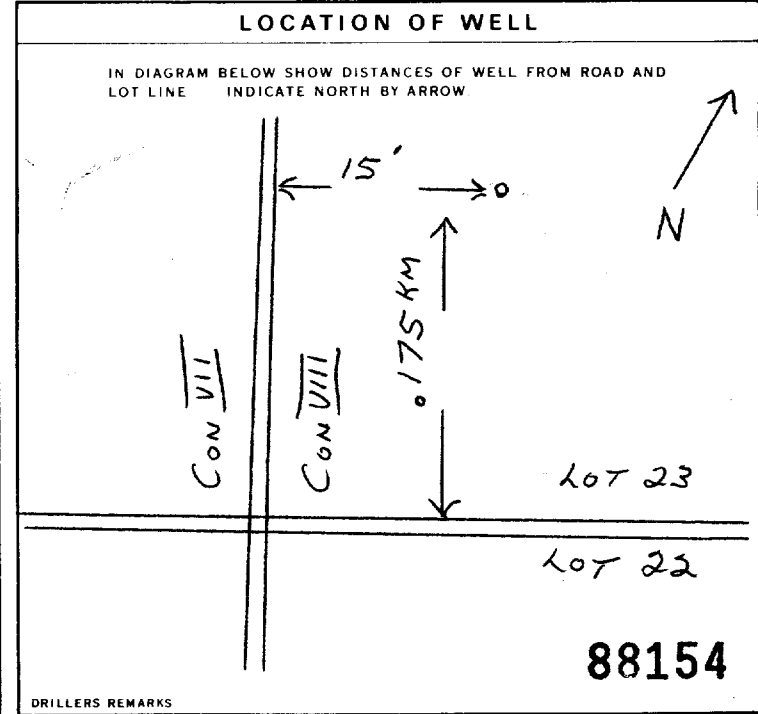 LOCATION OF WELL
IN DIAGRAM BELOW SHOW DISTANCES OF WELL FROM ROAD AND
LOT LINE INDICATE NORTH BY ARROW.
15'
N
.175 KM
CON VII
CON VIII
LOT 23
LOT 22
88154
DRILLERS REMARKS